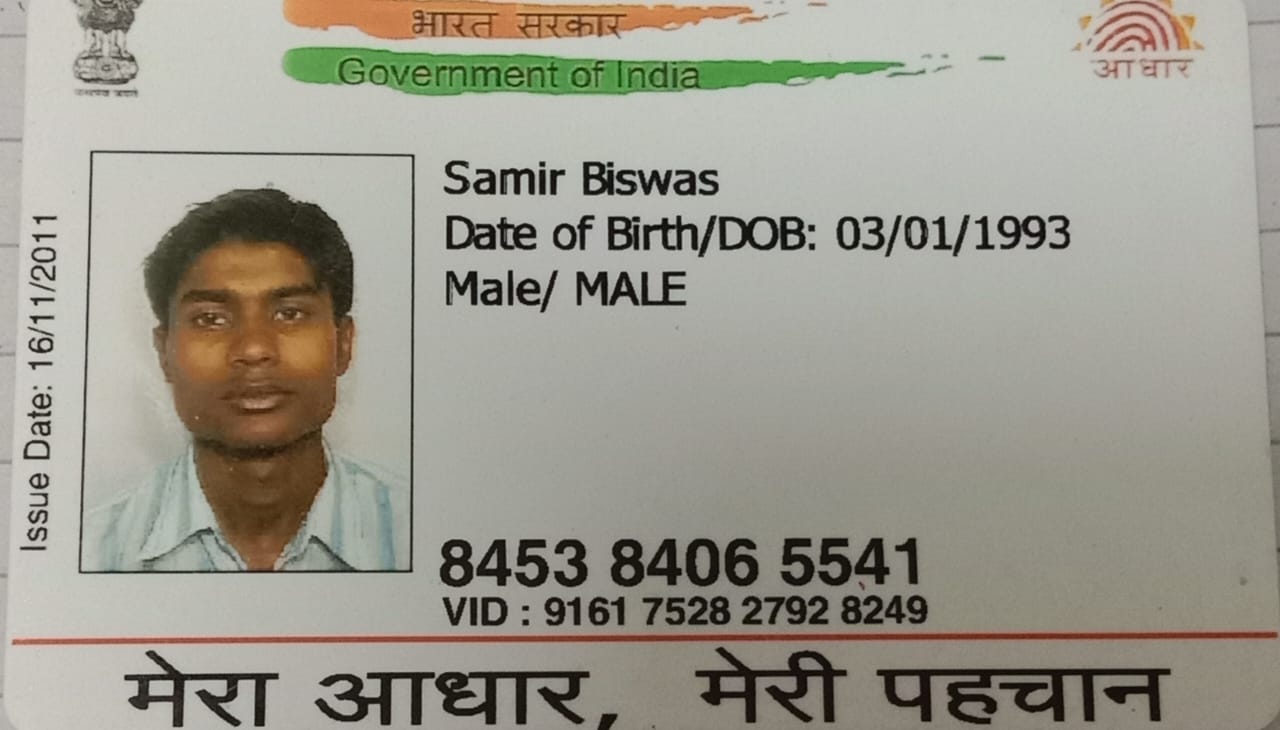 भारत सरकार
Government of India
आधार
Issue Date: 16/11/2011
Samir Biswas
Date of Birth/DOB: 03/01/1993
Male/ MALE
8453 8406 5541
VID : 9161 7528 2792 8249
मेरा आधार, मेरी पहचान